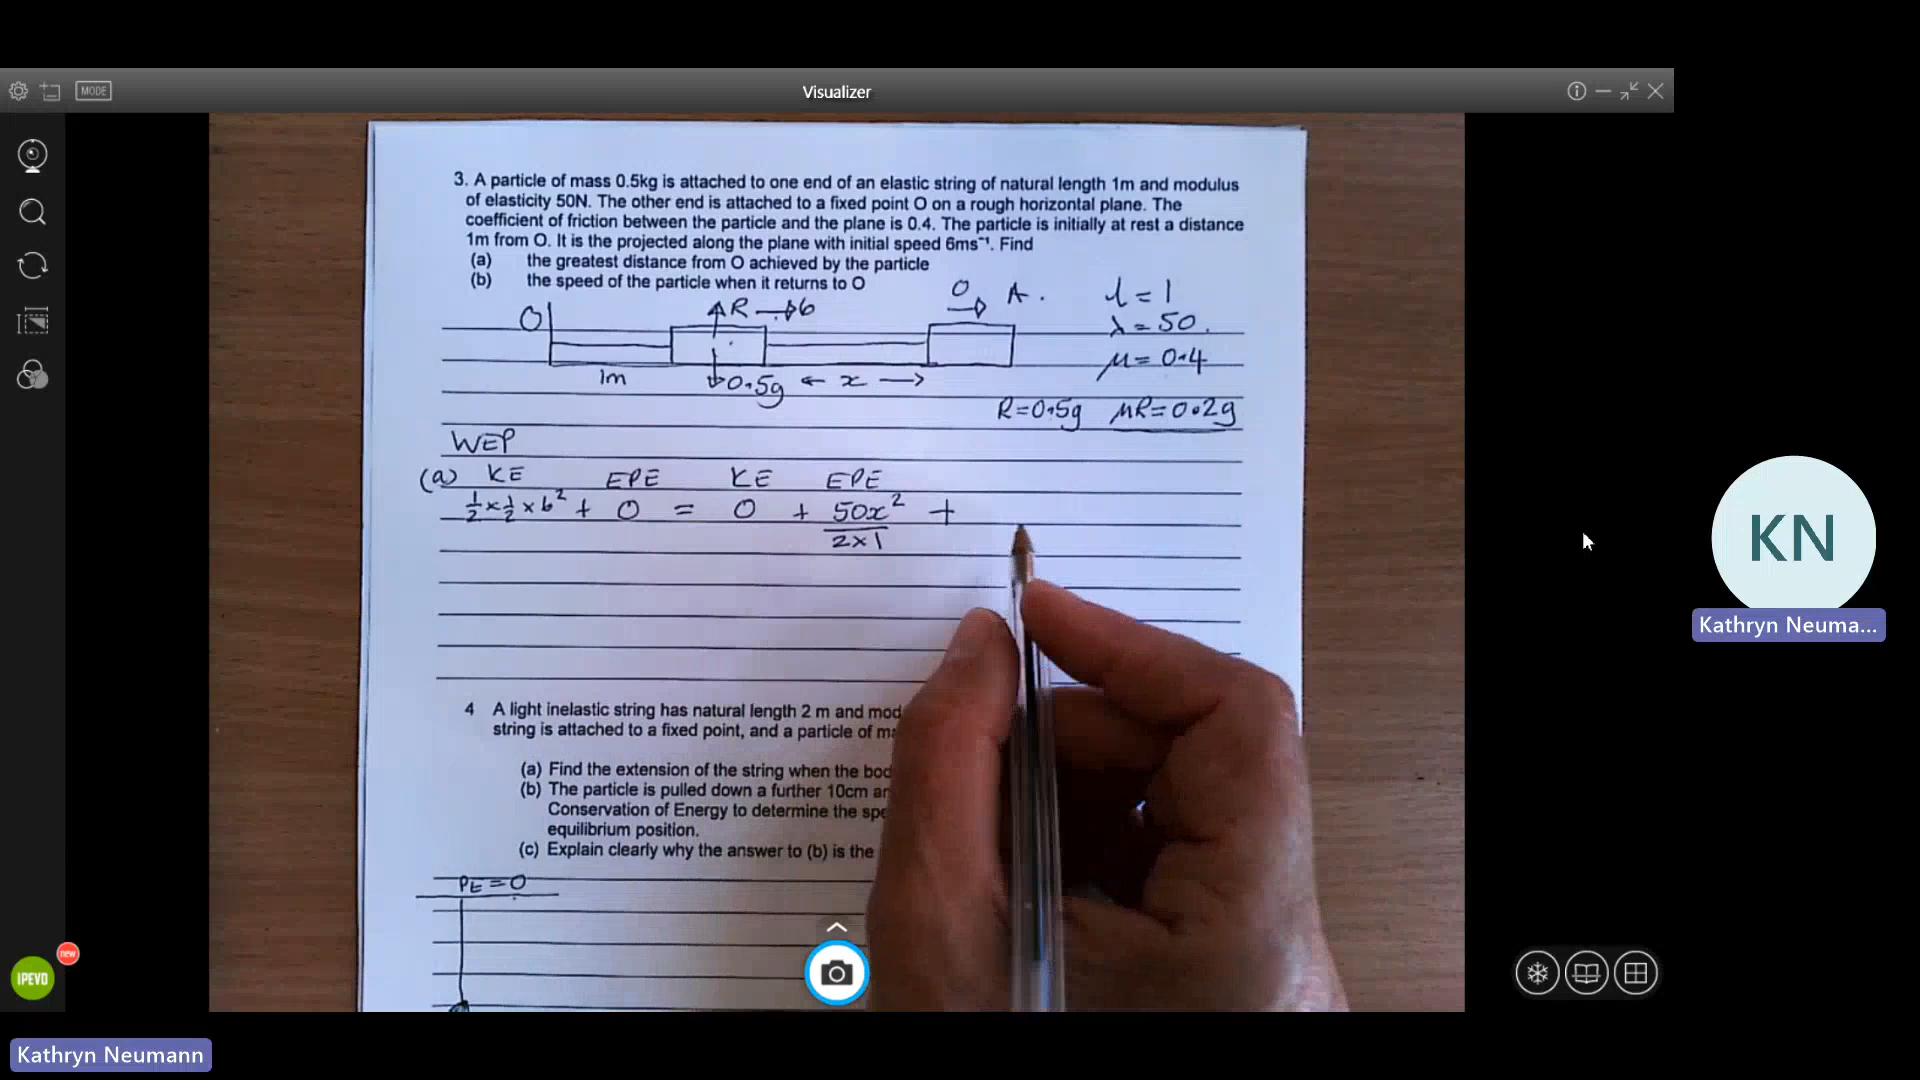 MODE
Visualizer
3. A particle of mass 0.5kg is attached to one end of an elastic string of natural length 1m and modulus
of elasticity 50N. The other end is attached to a fixed point O on a rough horizontal plane. The
coefficient of friction between the particle and the plane is 0.4. The particle is initially at rest a distance
1m from O. It is the projected along the plane with initial speed 6ms⁻¹. Find
(a) the greatest distance from O achieved by the particle
(b) the speed of the particle when it returns to O
O R → 6 0 → A. l = 1
λ = 50.
μ = 0.4
1m 0.5g ← x →
R = 0.5g μR = 0.2g
WEP
(a) KE EPE KE EPE
½ × ½ × 6² + 0 = 0 + 50x² +
2×1
4 A light inelastic string has natural length 2 m and
string is attached to a fixed point, and a particle of
(a) Find the extension of the string when the
(b) The particle is pulled down a further 10cm
Conservation of Energy to determine the
equilibrium position.
(c) Explain clearly why the answer to (b) is the
PE = 0
KN
Kathryn Neuma...
new
IPEVO
Kathryn Neumann